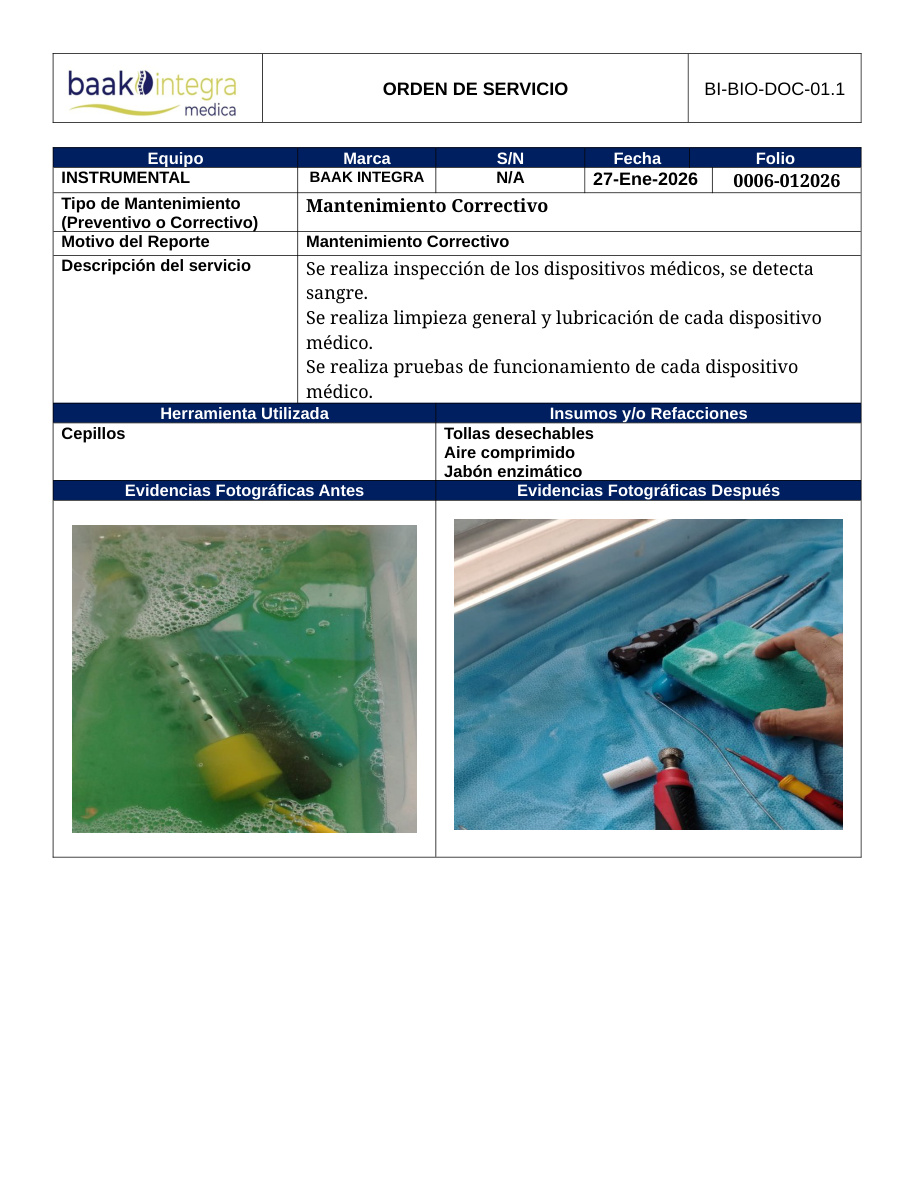 baak integra
medica
ORDEN DE SERVICIO
BI-BIO-DOC-01.1
Equipo
Marca
S/N
Fecha
Folio
INSTRUMENTAL
BAAK INTEGRA
N/A
27-Ene-2026
0006-012026
Tipo de Mantenimiento
(Preventivo o Correctivo)
Mantenimiento Correctivo
Motivo del Reporte
Mantenimiento Correctivo
Descripción del servicio
Se realiza inspección de los dispositivos médicos, se detecta
sangre.
Se realiza limpieza general y lubricación de cada dispositivo
médico.
Se realiza pruebas de funcionamiento de cada dispositivo
médico.
Herramienta Utilizada
Insumos y/o Refacciones
Cepillos
Tollas desechables
Aire comprimido
Jabón enzimático
Evidencias Fotográficas Antes
Evidencias Fotográficas Después